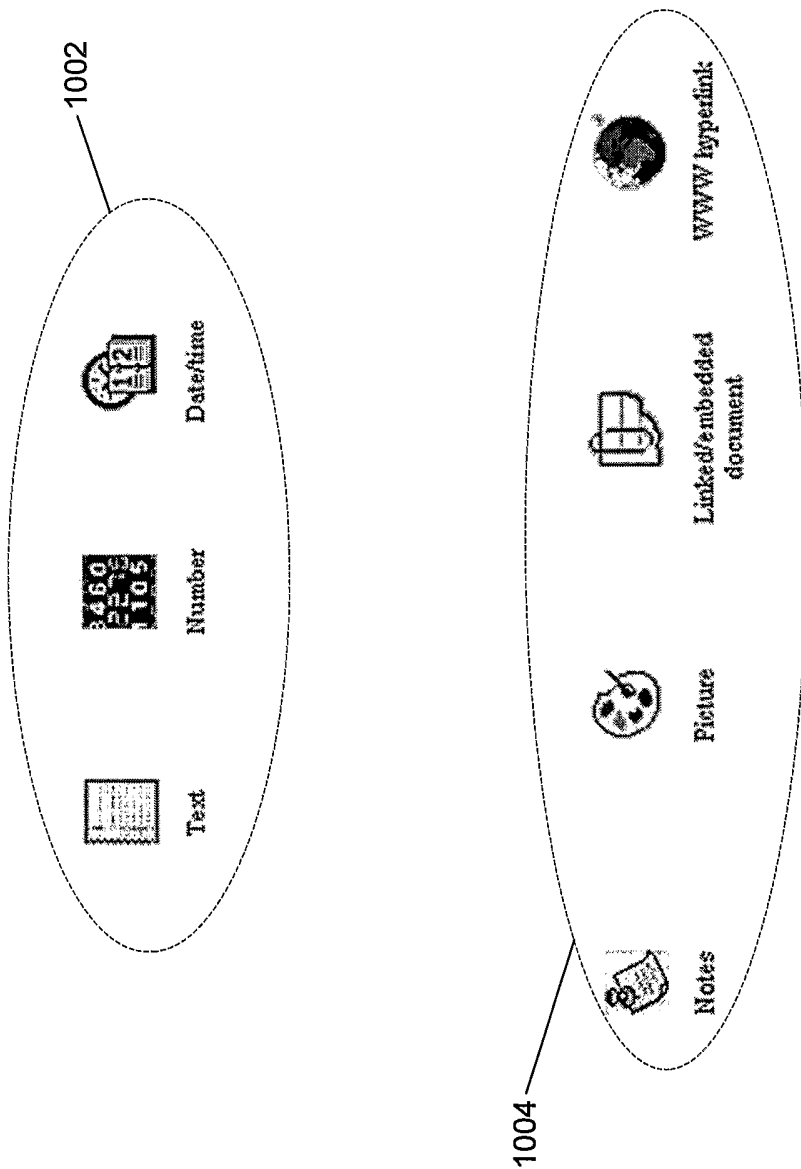 1002
Text
Number
Date/time
1004
Notes
Picture
Linked/embedded
document
WWW hyperlink